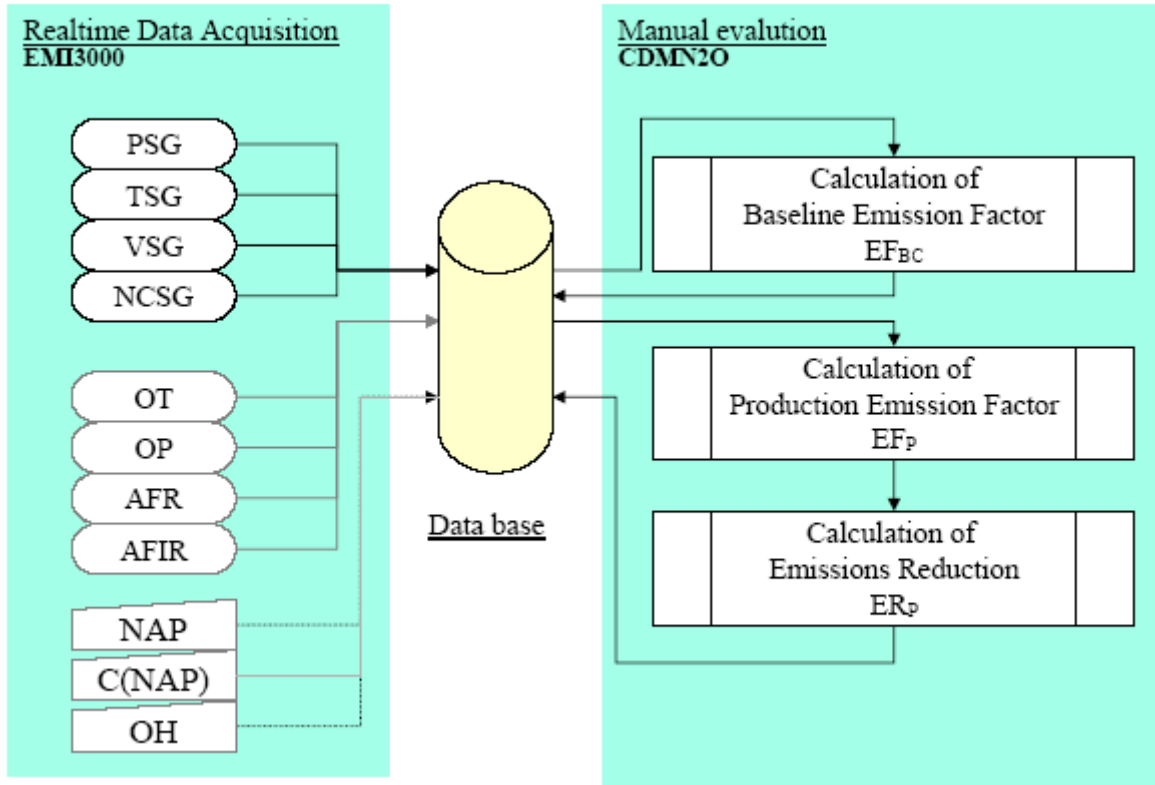 Realtime Data Acquisition
EMI3000
PSG
TSG
VSG
NCSG
OT
OP
AFR
AFIR
NAP
C(NAP)
OH
Data base
Manual evalution
CDMN2O
Calculation of
Baseline Emission Factor
EFBC
Calculation of
Production Emission Factor
EFP
Calculation of
Emissions Reduction
ERP